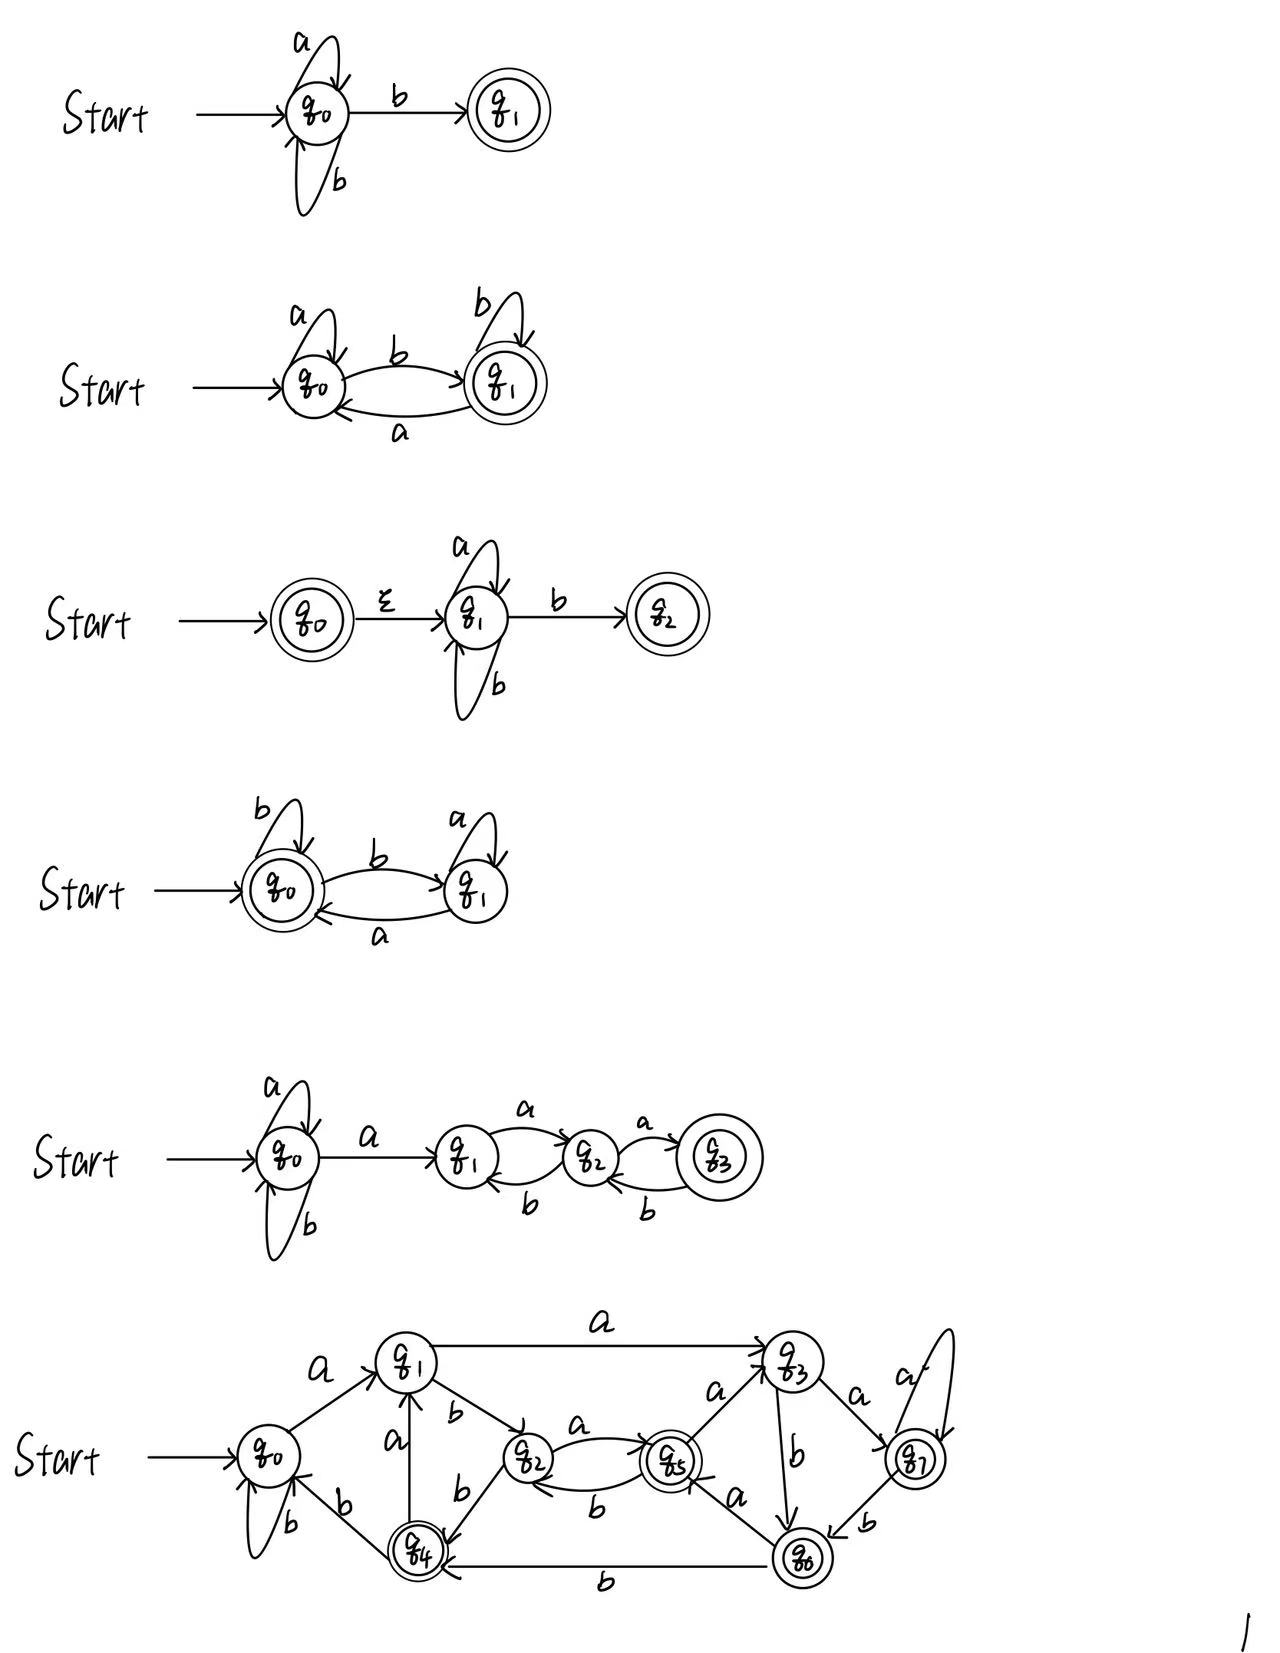 a
Start q₀ b q₁
b
a b b
Start q₀ q₁
a
a
Start q₀ ε q₁ b q₂
b
b b a
Start q₀ q₁
a
a a a a
Start q₀ q₁ q₂ q₃
b b b
a
a q₁ q₃ a
b a a
Start q₀ a q₂ a q₅ b q₇
b b b b a b
q₄ q₆
b
1